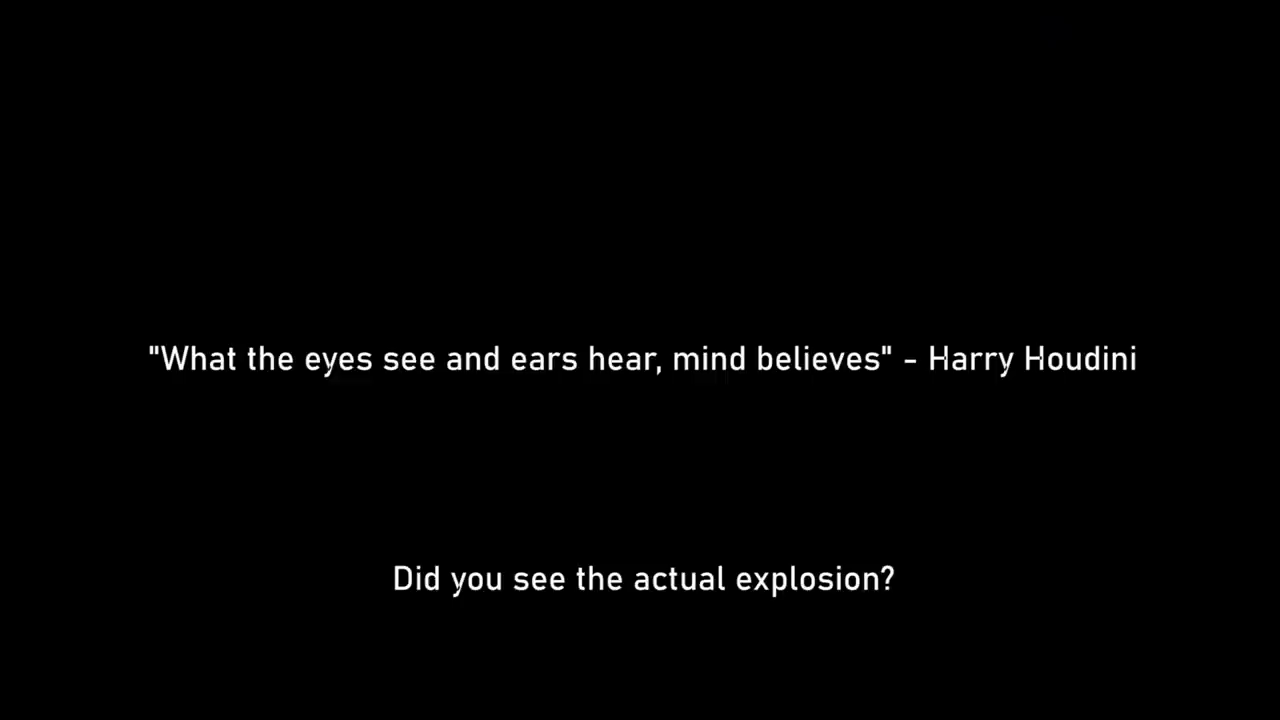 "What the eyes see and ears hear, mind believes" - Harry Houdini
Did you see the actual explosion?